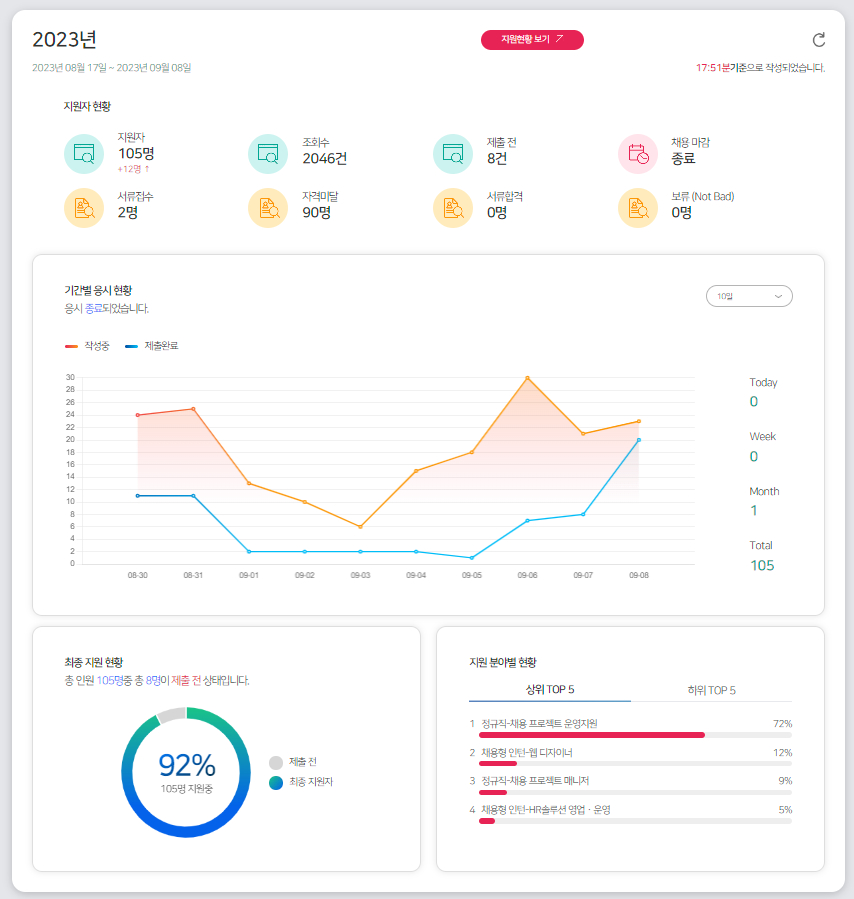 2023년
지원현황 보기 ↗
2023년 08월 17일 ~ 2023년 09월 08일
17:51분기준으로 작성되었습니다.
지원자 현황
지원자
105명
+12명 ↑
조회수
2046건
제출 전
8건
채용 마감
종료
서류접수
2명
자격미달
90명
서류합격
0명
보류 (Not Bad)
0명
기간별 응시 현황
응시 종료되었습니다.
10일
작성중
제출완료
30
28
26
24
22
20
18
16
14
12
10
8
6
4
2
0
08-30 08-31 09-01 09-02 09-03 09-04 09-05 09-06 09-07 09-08
Today
0
Week
0
Month
1
Total
105
최종 지원 현황
총 인원 105명중 총 8명이 제출 전 상태입니다.
92%
105명 지원중
제출 전
최종 지원자
지원 분야별 현황
상위 TOP 5
하위 TOP 5
1 정규직-채용 프로젝트 운영지원 72%
2 채용형 인턴-웹 디자이너 12%
3 정규직-채용 프로젝트 매니저 9%
4 채용형 인턴-HR솔루션 영업 · 운영 5%